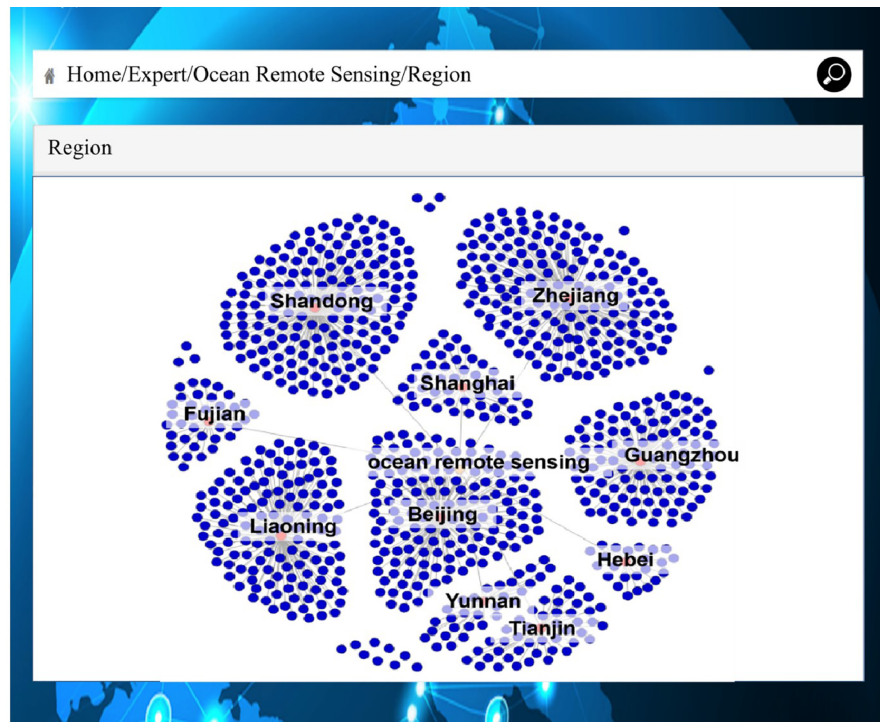 Home/Expert/Ocean Remote Sensing/Region
Region
Shandong
Zhejiang
Shanghai
Fujian
ocean remote sensing
Guangzhou
Beijing
Liaoning
Hebei
Yunnan
Tianjin